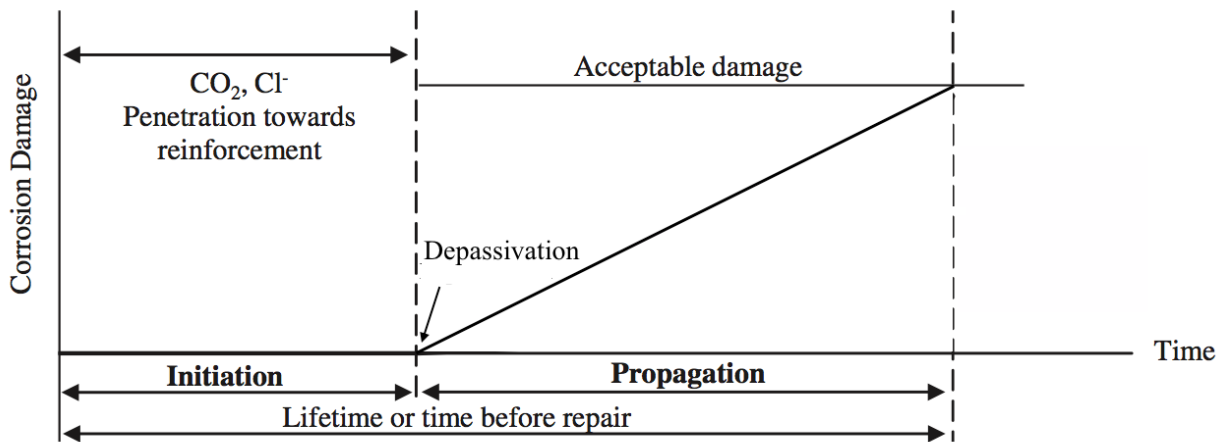 Corrosion Damage
CO₂, Cl⁻
Penetration towards
reinforcement
Acceptable damage
Depassivation
Time
Initiation
Propagation
Lifetime or time before repair